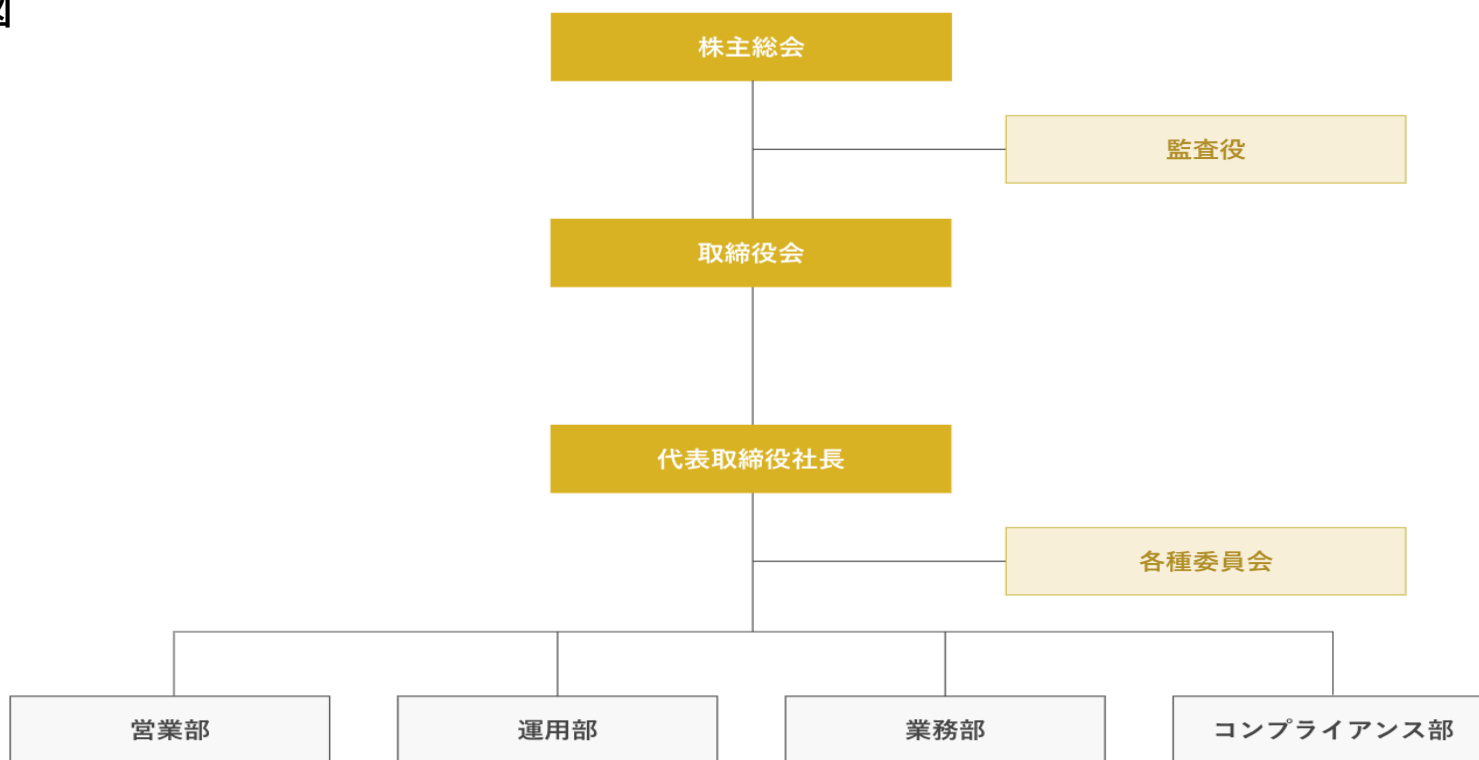 図
株主総会
監査役
取締役会
代表取締役社長
各種委員会
営業部
運用部
業務部
コンプライアンス部